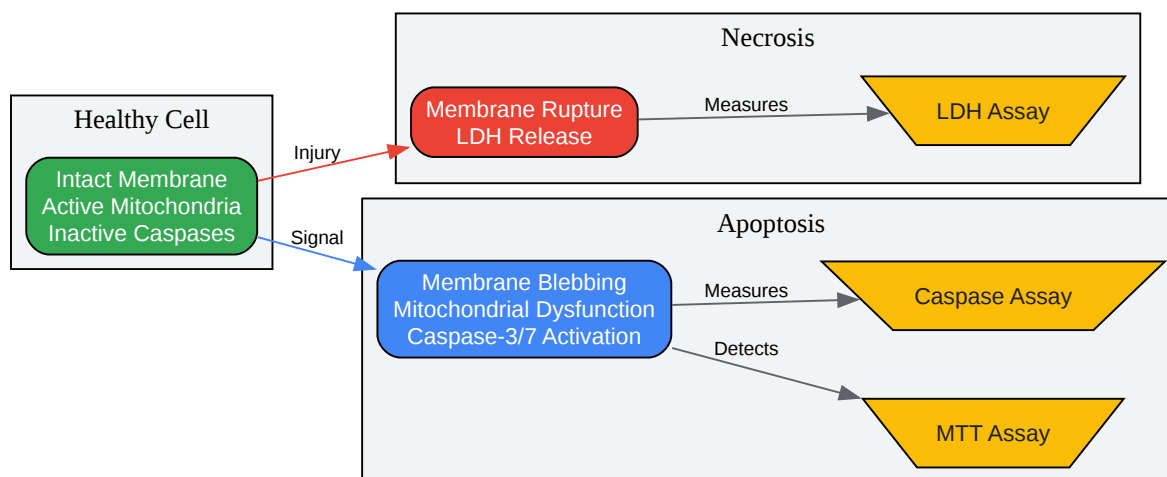 Necrosis
Healthy Cell
Membrane Rupture
LDH Release
Measures
LDH Assay
Injury
Intact Membrane
Active Mitochondria
Inactive Caspases
Signal
Apoptosis
Membrane Blebbing
Mitochondrial Dysfunction
Caspase-3/7 Activation
Measures
Caspase Assay
Detects
MTT Assay